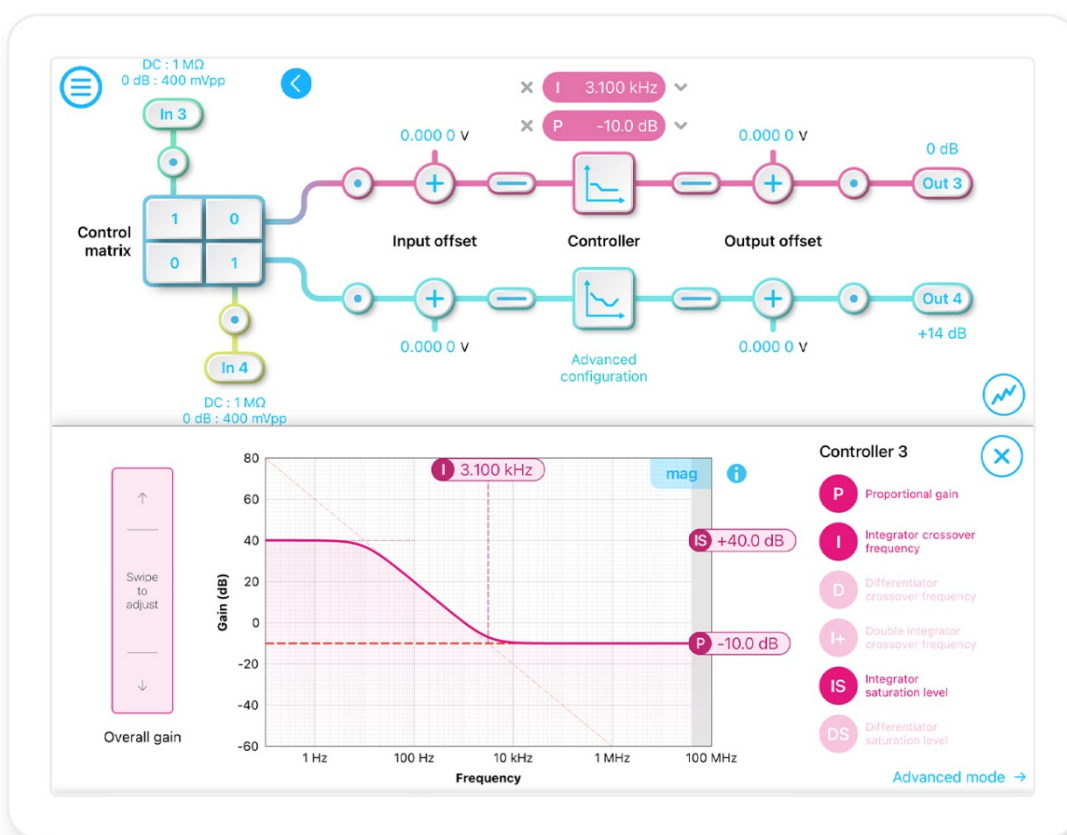 DC : 1 MΩ
0 dB : 400 mVpp
In 3
I 3.100 kHz
P -10.0 dB
0.000 0 V
0.000 0 V
0 dB
Out 3
Control
matrix
1 0
0 1
Input offset
Controller
Output offset
Out 4
0.000 0 V
0.000 0 V
+14 dB
Advanced
configuration
In 4
DC : 1 MΩ
0 dB : 400 mVpp
↑
Swipe
to
adjust
↓
Overall gain
Gain (dB)
80
60
40
20
0
-20
-40
-60
1 Hz
100 Hz
10 kHz
1 MHz
100 MHz
Frequency
I 3.100 kHz
mag
i
IS +40.0 dB
P -10.0 dB
Controller 3
P Proportional gain
I Integrator crossover
frequency
D Differentiator
crossover frequency
I+ Double integrator
crossover frequency
IS Integrator
saturation level
DS Differentiator
saturation level
Advanced mode →